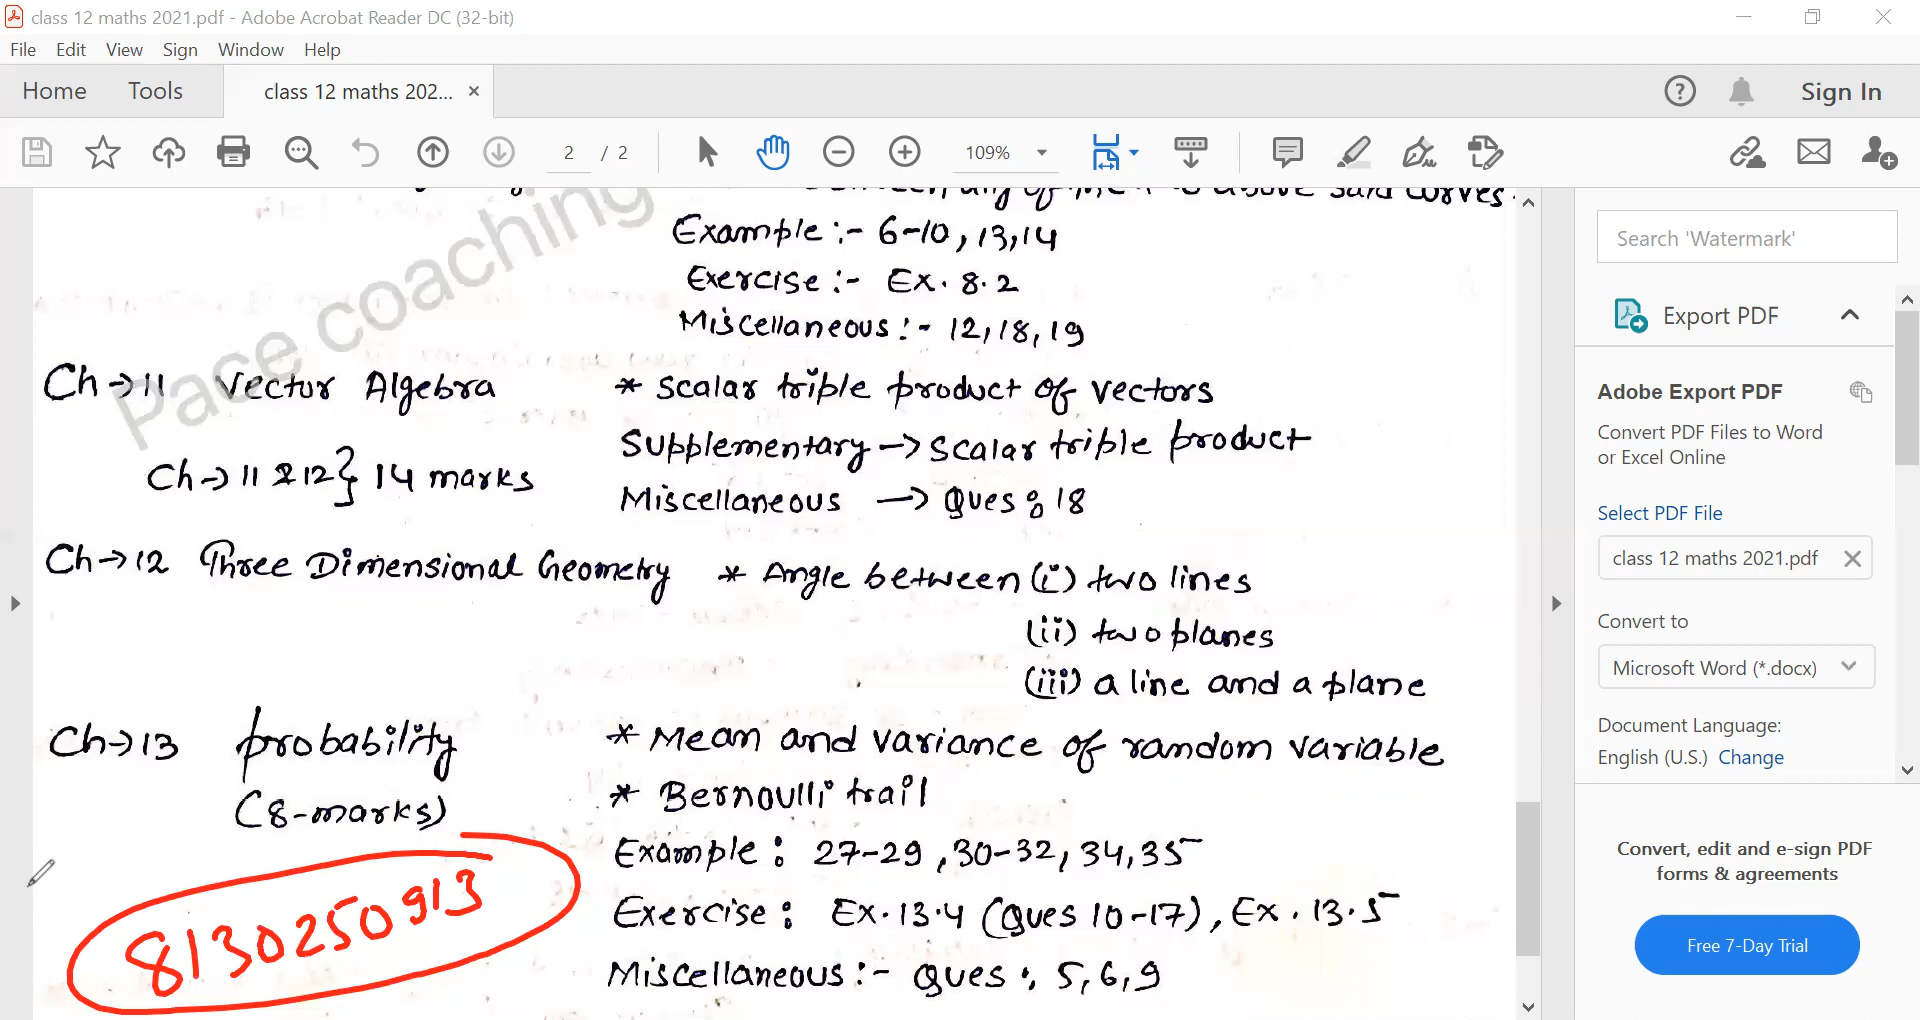 class 12 maths 2021.pdf - Adobe Acrobat Reader DC (32-bit)
File Edit View Sign Window Help
Home Tools class 12 maths 202... × ? Sign In
2 / 2 109%
of the above said curves.
Example :- 6-10, 13, 14
Exercise :- Ex. 8.2
Miscellaneous :- 12, 18, 19
Pace coaching
Ch→11 Vector Algebra * Scalar triple product of vectors
Supplementary → Scalar triple product
Ch→11 & 12} 14 marks
Miscellaneous → Ques : 18
Ch→12 Three Dimensional Geometry * Angle between (i) two lines
(ii) two planes
(iii) a line and a plane
Ch→13 Probability * Mean and variance of random variable
(8-marks) * Bernoulli trail
Example : 27-29, 30-32, 34, 35
Exercise : Ex. 13.4 (Ques 10-17), Ex. 13.5
Miscellaneous :- Ques : 5, 6, 9
8130250913
Search 'Watermark'
Export PDF
Adobe Export PDF
Convert PDF Files to Word
or Excel Online
Select PDF File
class 12 maths 2021.pdf
Convert to
Microsoft Word (*.docx)
Document Language:
English (U.S.) Change
Convert, edit and e-sign PDF
forms & agreements
Free 7-Day Trial